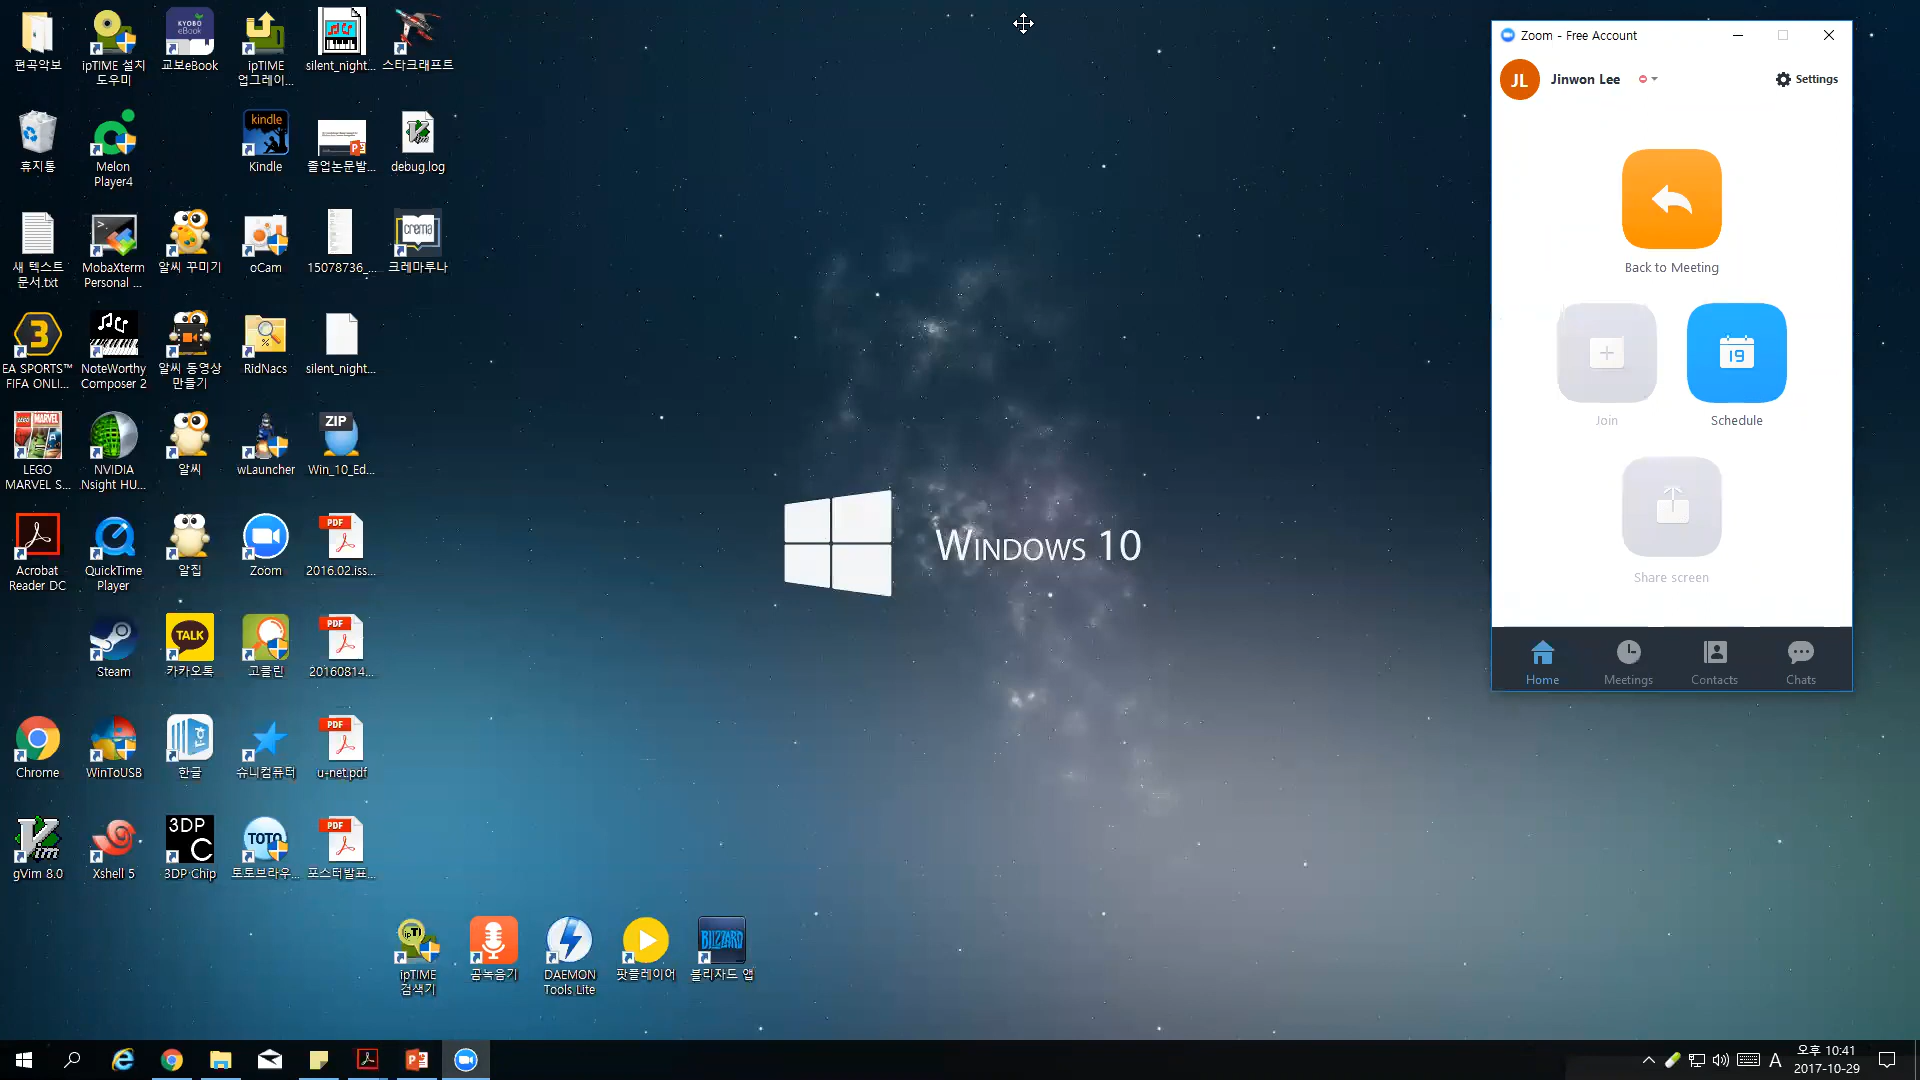 편곡악보
ipTIME 설치
도우미
KYOBO
eBook
교보eBook
ipTIME
업그레이...
silent_night...
스타크래프트
휴지통
Melon
Player4
kindle
Kindle
졸업논문발...
debug.log
새 텍스트
문서.txt
MobaXterm
Personal ...
알씨 꾸미기
oCam
15078736_...
crema
크레마루나
3
EA SPORTS™
FIFA ONLI...
NoteWorthy
Composer 2
알씨 동영상
만들기
RidNacs
silent_night...
LEGO
MARVEL S...
NVIDIA
Nsight HU...
알씨
wLauncher
ZIP
Win_10_Ed...
Acrobat
Reader DC
QuickTime
Player
알집
Zoom
PDF
2016.02.iss...
Steam
TALK
카카오톡
고클린
PDF
20160814...
Chrome
WinToUSB
한글
슈니컴퓨터
PDF
u-net.pdf
gVim 8.0
Xshell 5
3DP
C
3DP Chip
TOTO
토토브라우...
PDF
포스터발표...
ipTIME
검색기
곰녹음기
DAEMON
Tools Lite
팟플레이어
BLIZZARD
블리자드 앱
WINDOWS 10
Zoom - Free Account
JL
Jinwon Lee
Settings
Back to Meeting
19
Join
Schedule
Share screen
Home
Meetings
Contacts
Chats
A
오후 10:41
2017-10-29